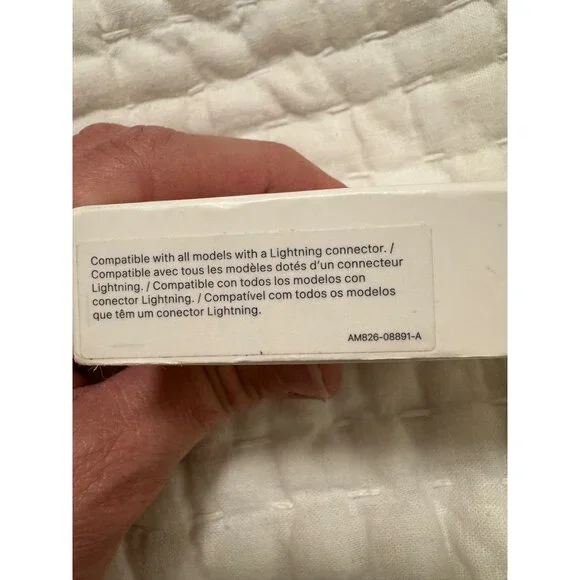 Compatible with all models with a Lightning connector. /
Compatible avec tous les modèles dotés d'un connecteur
Lightning. / Compatible con todos los modelos con
conector Lightning. / Compatível com todos os modelos
que têm um conector Lightning.
AM826-08891-A